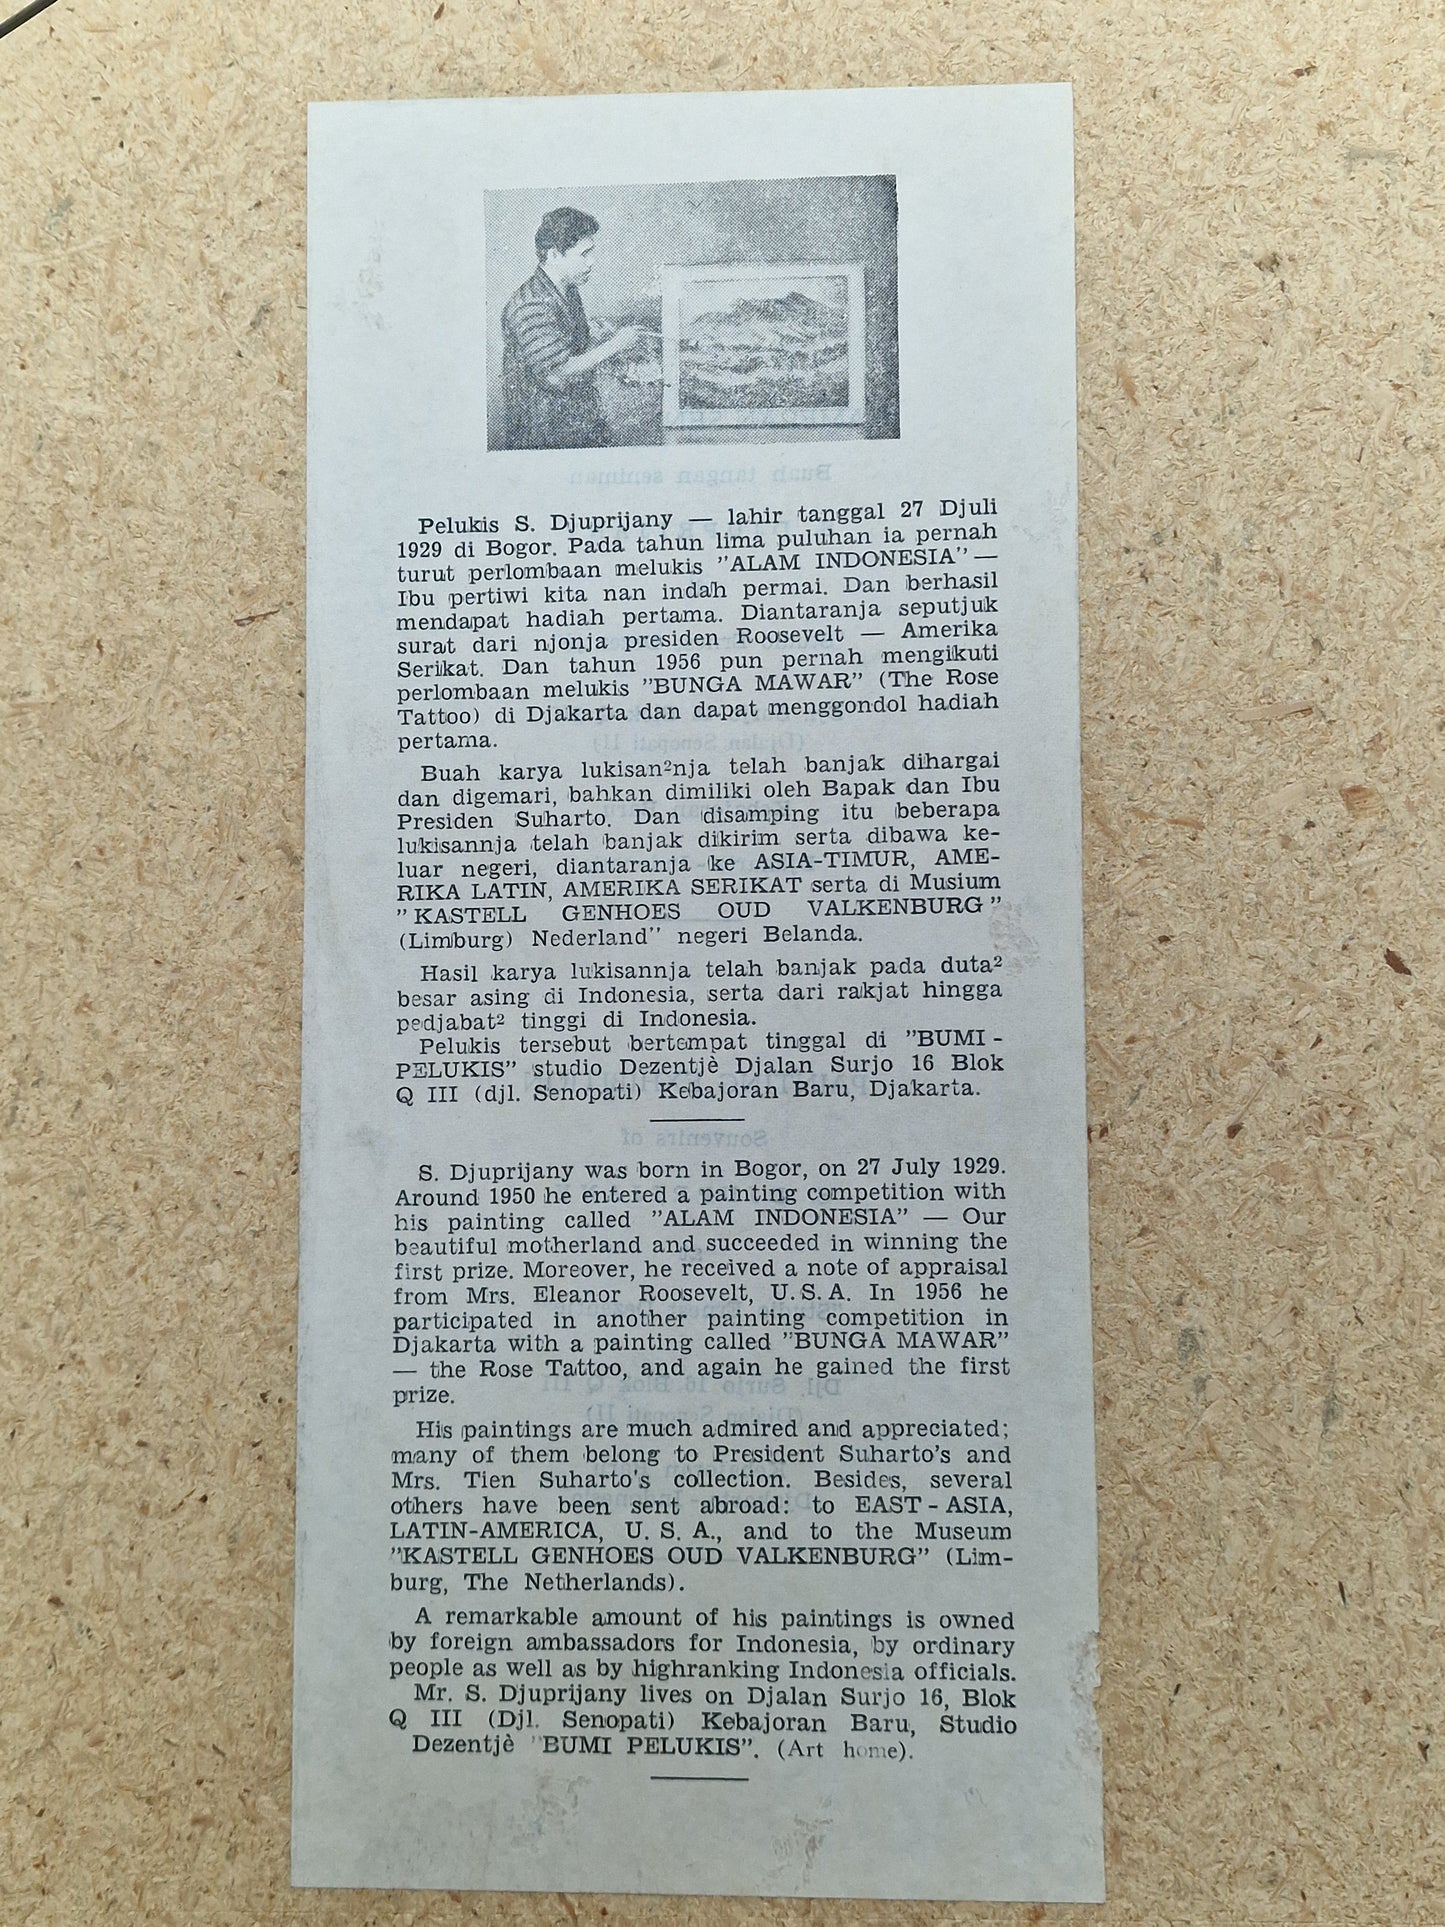 Pelukis S. Djuprijany — lahir tanggal 27 Djuli
1929 di Bogor. Pada tahun lima puluhan ia pernah
turut perlombaan melukis ”ALAM INDONESIA”—
Ibu pertiwi kita nan indah permai. Dan berhasil
mendapat hadiah pertama. Diantaranja seputjuk
surat dari njonja presiden Roosevelt — Amerika
Serikat. Dan tahun 1956 pun pernah mengikuti
perlombaan melukis ”BUNGA MAWAR” (The Rose
Tattoo) di Djakarta dan dapat menggondol hadiah
pertama.
Buah karya lukisan²nja telah banjak dihargai
dan digemari, bahkan dimiliki oleh Bapak dan Ibu
Presiden Suharto. Dan disamping itu beberapa
lukisannja telah banjak dikirim serta dibawa ke-
luar negeri, diantaranja ke ASIA-TIMUR, AME-
RIKA LATIN, AMERIKA SERIKAT serta di Musium
”KASTELL GENHOES OUD VALKENBURG”
(Limburg) Nederland” negeri Belanda.
Hasil karya lukisannja telah banjak pada duta²
besar asing di Indonesia, serta dari rakjat hingga
pedjabat² tinggi di Indonesia.
Pelukis tersebut bertempat tinggal di ”BUMI-
PELUKIS” studio Dezentjè Djalan Surjo 16 Blok
Q III (djl. Senopati) Kebajoran Baru, Djakarta.
S. Djuprijany was born in Bogor, on 27 July 1929.
Around 1950 he entered a painting competition with
his painting called ”ALAM INDONESIA” — Our
beautiful motherland and succeeded in winning the
first prize. Moreover, he received a note of appraisal
from Mrs. Eleanor Roosevelt, U.S.A. In 1956 he
participated in another painting competition in
Djakarta with a painting called ”BUNGA MAWAR”
— the Rose Tattoo, and again he gained the first
prize.
His paintings are much admired and appreciated;
many of them belong to President Suharto's and
Mrs. Tien Suharto's collection. Besides, several
others have been sent abroad: to EAST-ASIA,
LATIN-AMERICA, U. S. A., and to the Museum
”KASTELL GENHOES OUD VALKENBURG” (Lim-
burg, The Netherlands).
A remarkable amount of his paintings is owned
by foreign ambassadors for Indonesia, by ordinary
people as well as by highranking Indonesia officials.
Mr. S. Djuprijany lives on Djalan Surjo 16, Blok
Q III (Djl. Senopati) Kebajoran Baru, Studio
Dezentjè ”BUMI PELUKIS”. (Art home).